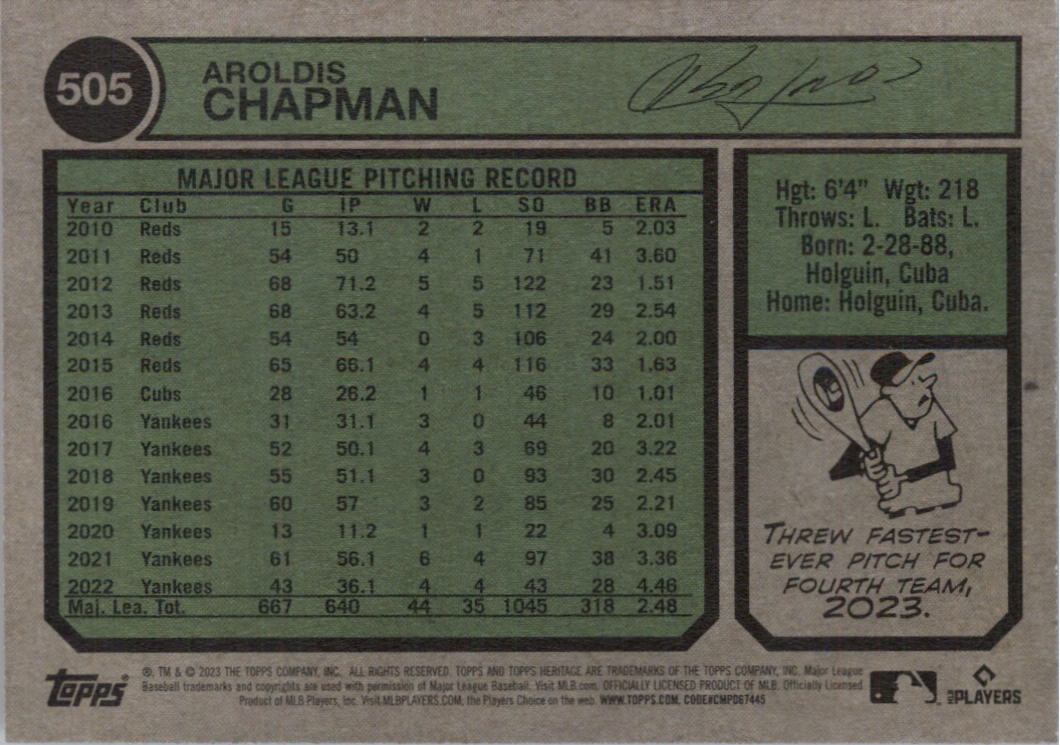 505
AROLDIS
CHAPMAN
MAJOR LEAGUE PITCHING RECORD
Year Club G IP W L SO BB ERA
2010 Reds 15 13.1 2 2 19 5 2.03
2011 Reds 54 50 4 1 71 41 3.60
2012 Reds 68 71.2 5 5 122 23 1.51
2013 Reds 68 63.2 4 5 112 29 2.54
2014 Reds 54 54 0 3 106 24 2.00
2015 Reds 65 66.1 4 4 116 33 1.63
2016 Cubs 28 26.2 1 1 46 10 1.01
2016 Yankees 31 31.1 3 0 44 8 2.01
2017 Yankees 52 50.1 4 3 69 20 3.22
2018 Yankees 55 51.1 3 0 93 30 2.45
2019 Yankees 60 57 3 2 85 25 2.21
2020 Yankees 13 11.2 1 1 22 4 3.09
2021 Yankees 61 56.1 6 4 97 38 3.36
2022 Yankees 43 36.1 4 4 43 28 4.46
Maj. Lea. Tot. 667 640 44 35 1045 318 2.48
Hgt: 6'4" Wgt: 218
Throws: L. Bats: L.
Born: 2-28-88,
Holguin, Cuba
Home: Holguin, Cuba.
THREW FASTEST-
EVER PITCH FOR
FOURTH TEAM,
2023.
topps®
®, TM & © 2023 THE TOPPS COMPANY, INC. ALL RIGHTS RESERVED. TOPPS AND TOPPS HERITAGE ARE TRADEMARKS OF THE TOPPS COMPANY, INC. Major League
Baseball trademarks and copyrights are used with permission of Major League Baseball. Visit MLB.com. OFFICIALLY LICENSED PRODUCT OF MLB. Officially Licensed
Product of MLB Players, Inc. Visit MLBPLAYERS.COM, the Players Choice on the web. WWW.TOPPS.COM. CODE#CMPD67445
MLB PLAYERS